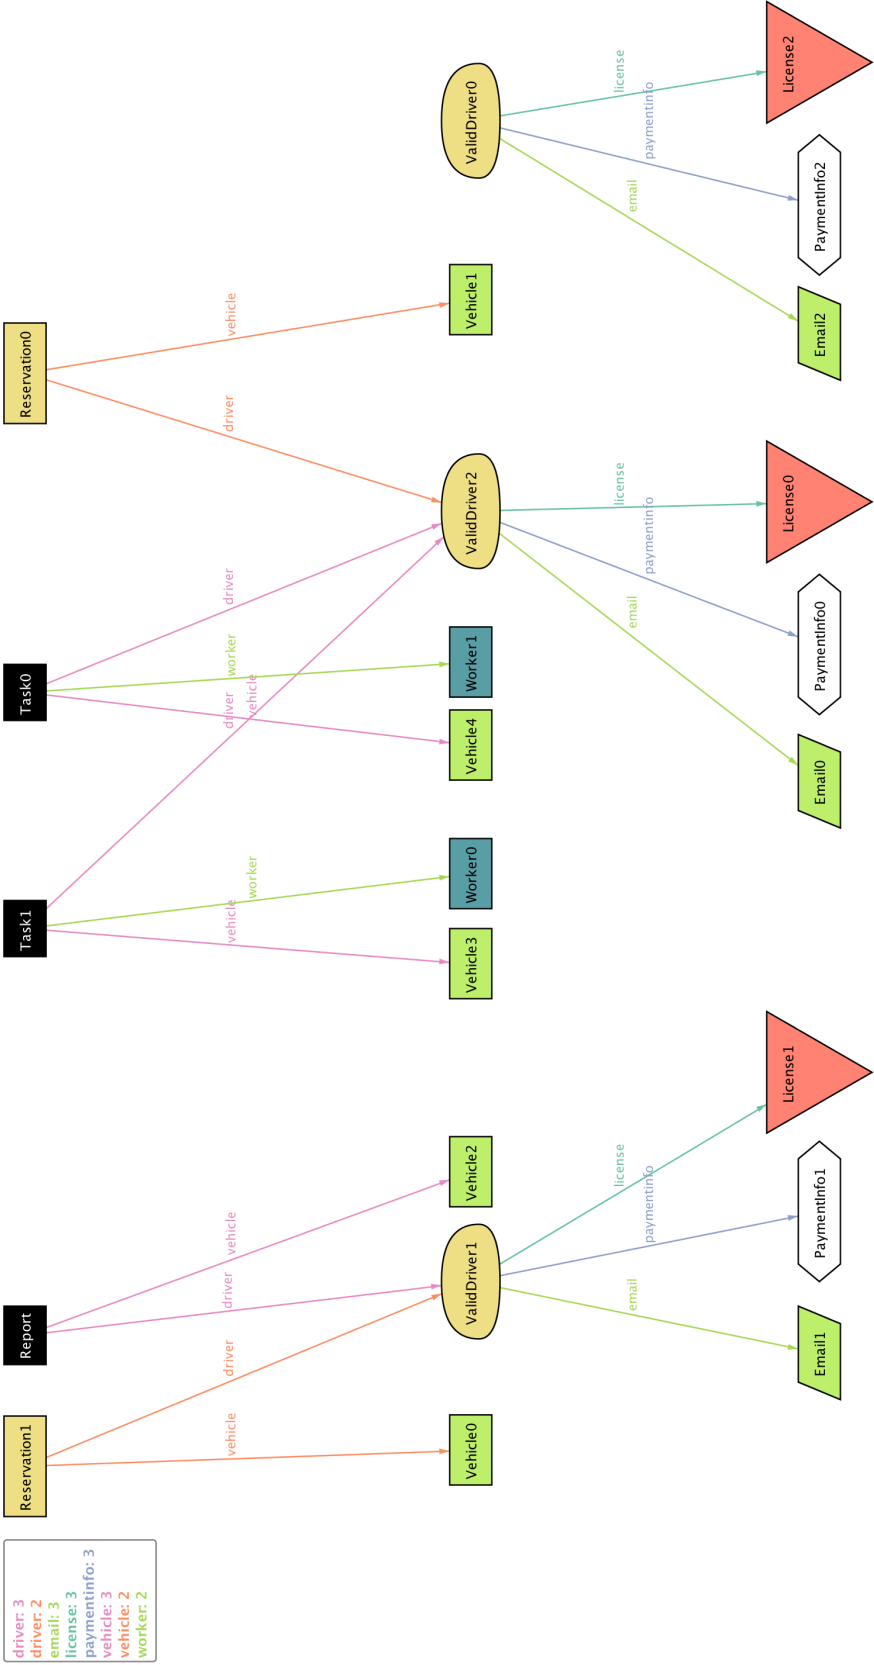 driver: 3
driver: 2
email: 3
license: 3
paymentinfo: 3
vehicle: 3
vehicle: 2
worker: 2
Reservation1
Report
Task1
Task0
Reservation0
vehicle
driver
driver
vehicle
vehicle
worker
driver
vehicle
worker
driver
driver
vehicle
Vehicle0
ValidDriver1
Vehicle2
Vehicle3
Worker0
Vehicle4
Worker1
ValidDriver2
Vehicle1
ValidDriver0
email
paymentinfo
license
email
paymentinfo
license
email
paymentinfo
license
Email1
PaymentInfo1
License1
Email0
PaymentInfo0
License0
Email2
PaymentInfo2
License2